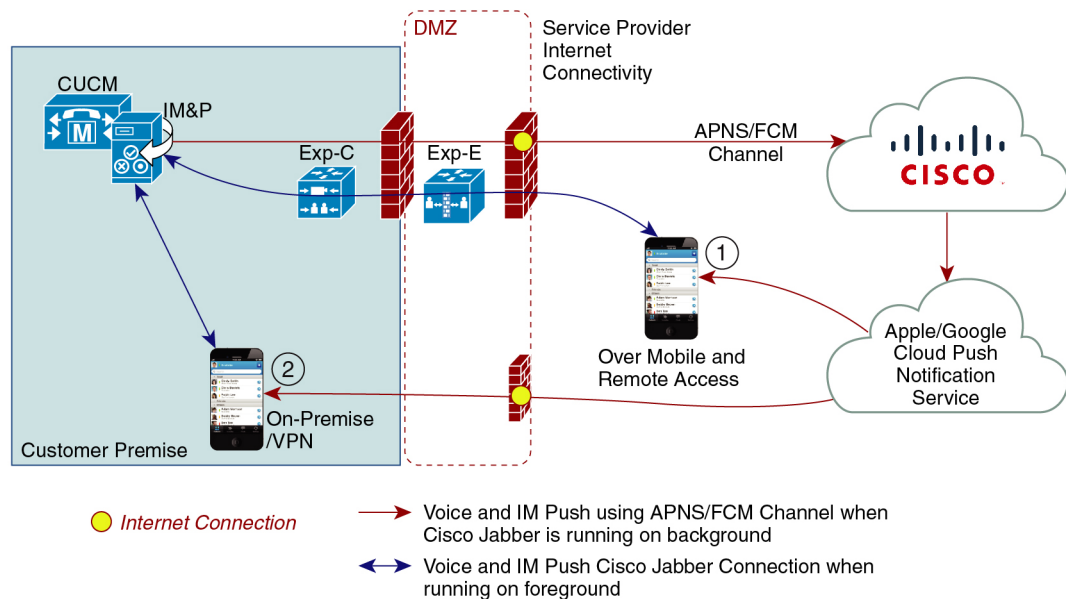 DMZ
Service Provider
Internet
Connectivity
CUCM
IM&P
M
Exp-C
Exp-E
APNS/FCM
Channel
CISCO
1
Over Mobile and
Remote Access
Apple/Google
Cloud Push
Notification
Service
2
On-Premise
/VPN
Customer Premise
Internet Connection
Voice and IM Push using APNS/FCM Channel when
Cisco Jabber is running on background
Voice and IM Push Cisco Jabber Connection when
running on foreground